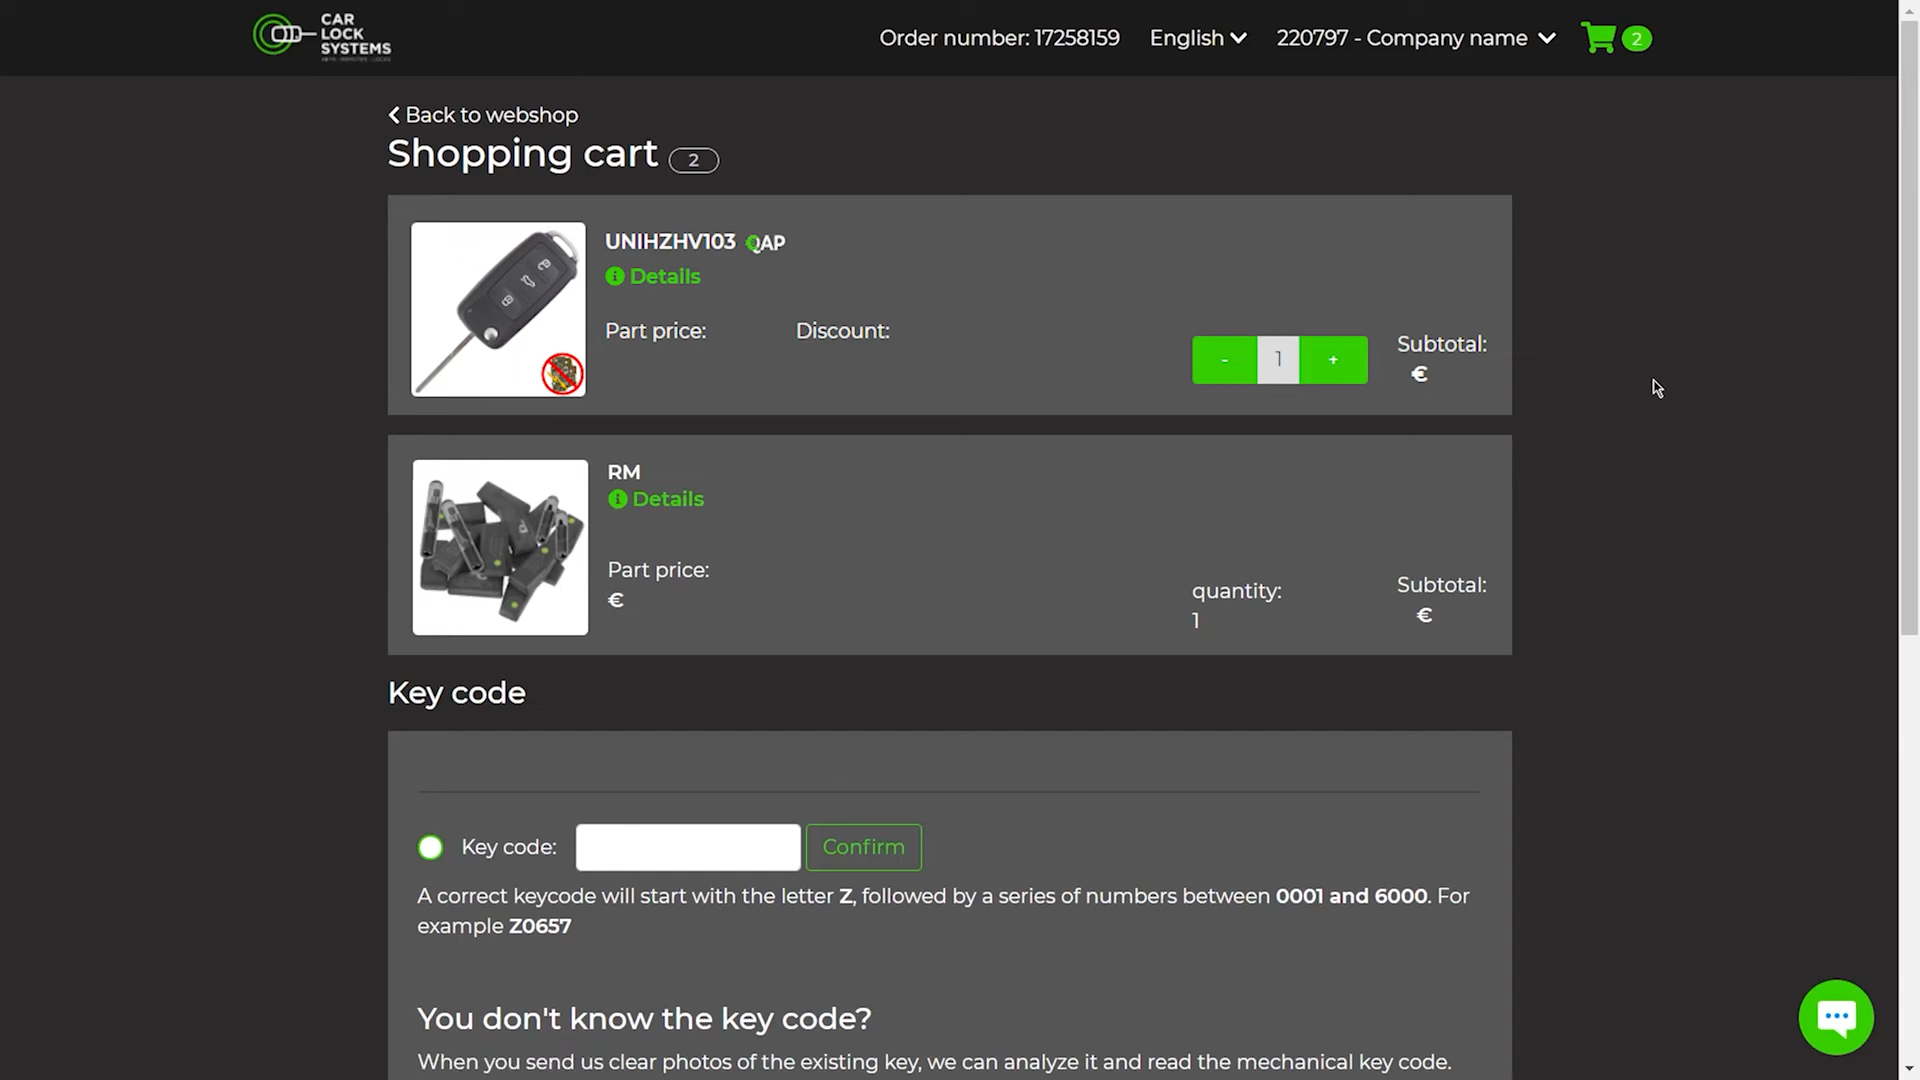 CAR
LOCK
SYSTEMS
KEYS - REMOTES - LOCKS
Order number: 17258159
English
220797 - Company name
2
Back to webshop
Shopping cart 2
UNIHZHV103 QAP
Details
Part price:
Discount:
- 1 +
Subtotal:
€
RM
Details
Part price:
€
quantity:
1
Subtotal:
€
Key code
Key code:
Confirm
A correct keycode will start with the letter Z, followed by a series of numbers between 0001 and 6000. For
example Z0657
You don't know the key code?
When you send us clear photos of the existing key, we can analyze it and read the mechanical key code.